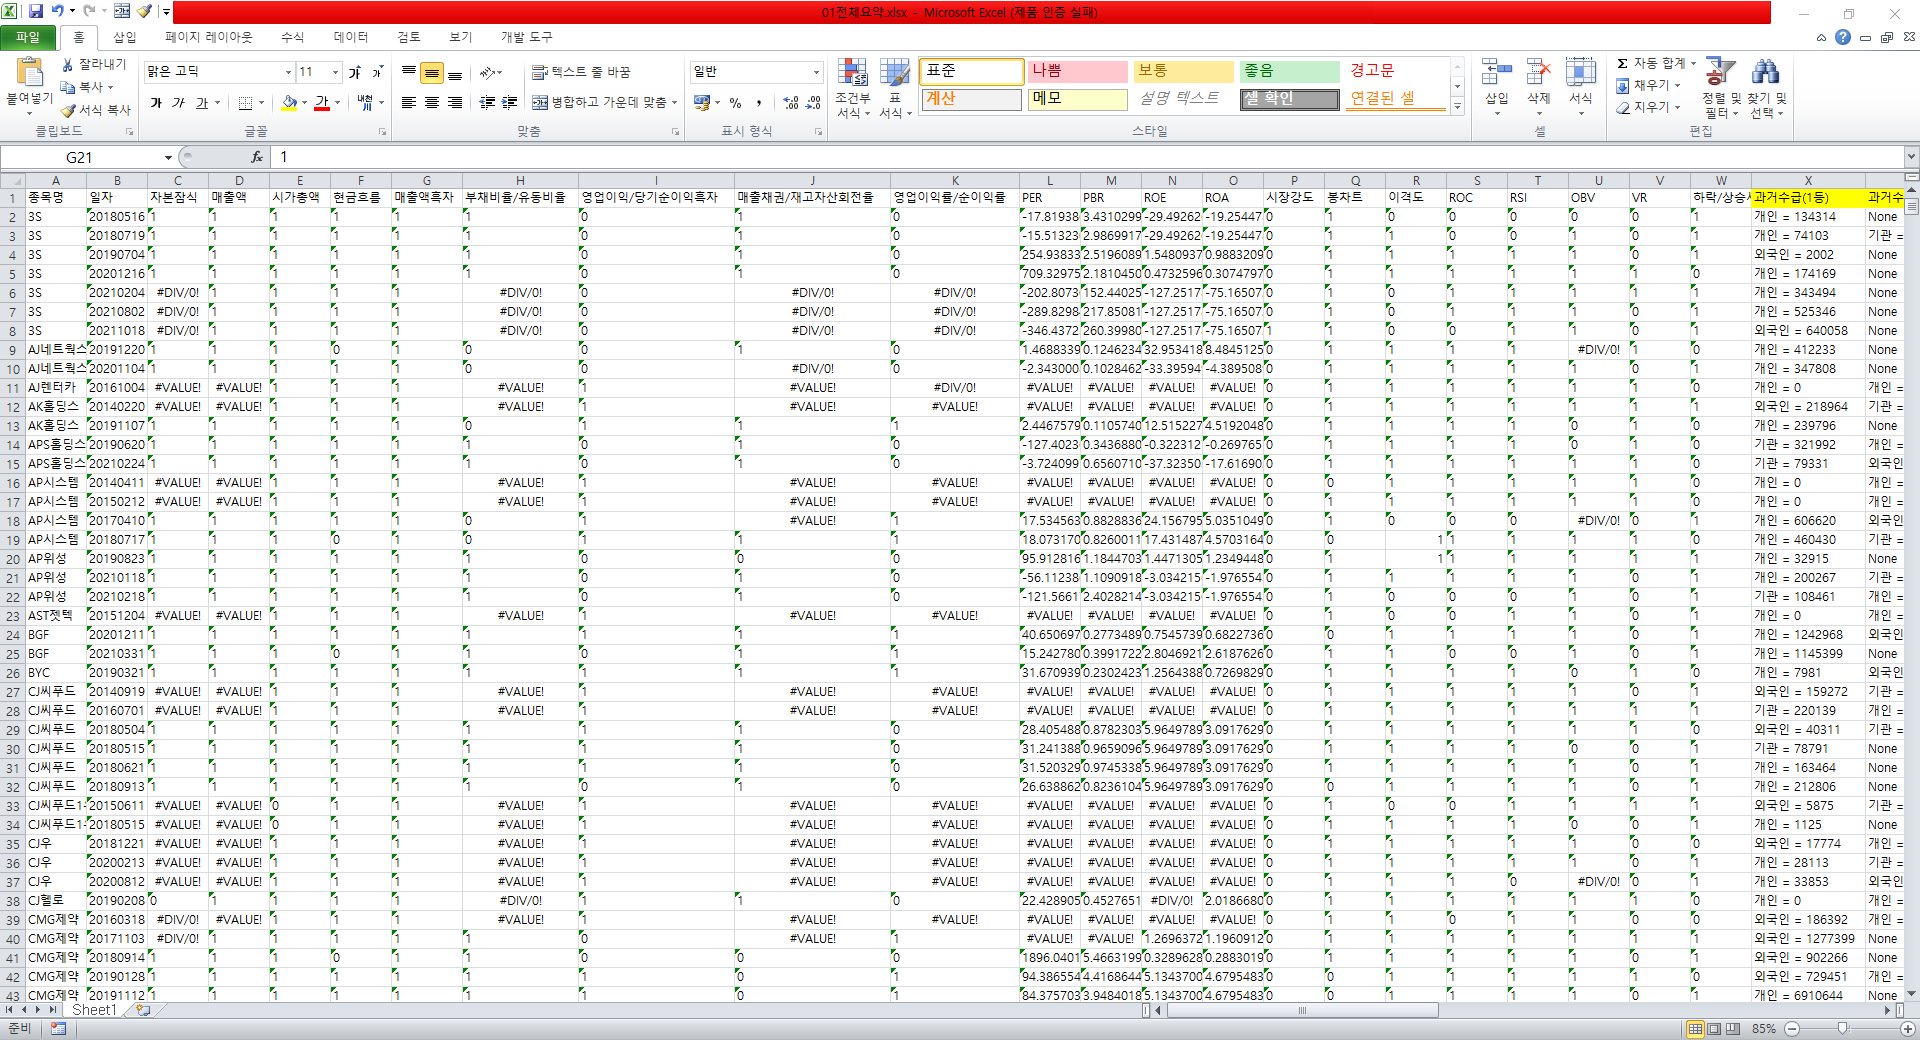 01전체요약.xlsx - Microsoft Excel (제품 인증 실패)
파일 홈 삽입 페이지 레이아웃 수식 데이터 검토 보기 개발 도구
붙여넣기 잘라내기 복사 서식 복사 클립보드
맑은 고딕 11 가 가 가 가 가 가 내천 글꼴
텍스트 줄 바꿈 병합하고 가운데 맞춤 맞춤
일반 % , 표시 형식
조건부 서식 표 서식
표준 나쁨 보통 좋음 경고문
계산 메모 설명 텍스트 셀 확인 연결된 셀
스타일
삽입 삭제 서식 셀
Σ 자동 합계 채우기 지우기 정렬 및 필터 찾기 및 선택 편집
G21 fx 1
A B C D E F G H I J K L M N O P Q R S T U V W X
1 종목명 일자 자본잠식 매출액 시가총액 현금흐름 매출액흑자 부채비율/유동비율 영업이익/당기순이익흑자 매출채권/재고자산회전율 영업이익률/순이익률 PER PBR ROE ROA 시장강도 봉차트 이격도 ROC RSI OBV VR 하락/상승 과거수급(1등) 과거수
2 3S 20180516 1 1 1 1 1 1 0 1 0 -17.81938 3.4310299 -29.49262 -19.25447 0 1 0 0 0 0 0 1 개인 = 134314 None
3 3S 20180719 1 1 1 1 1 1 0 1 0 -15.51323 2.9869917 -29.49262 -19.25447 0 1 0 0 0 1 0 1 개인 = 74103 기관 =
4 3S 20190704 1 1 1 1 1 1 0 1 0 254.93833 2.5196089 1.5480937 0.9883209 0 1 1 1 1 1 0 1 외국인 = 2002 None
5 3S 20201216 1 1 1 1 1 1 0 1 0 709.32975 2.1810450 0.4732596 0.3074797 0 1 1 1 1 1 1 0 개인 = 174169 None
6 3S 20210204 #DIV/0! 1 1 1 1 #DIV/0! 0 #DIV/0! #DIV/0! -202.8073 152.44025 -127.2517 -75.16507 0 1 0 1 1 1 0 1 개인 = 343494 None
7 3S 20210802 #DIV/0! 1 1 1 1 #DIV/0! 0 #DIV/0! #DIV/0! -289.8298 217.85081 -127.2517 -75.16507 0 1 1 1 1 1 0 1 개인 = 525346 None
8 3S 20211018 #DIV/0! 1 1 1 1 #DIV/0! 0 #DIV/0! #DIV/0! -346.4372 260.39980 -127.2517 -75.16507 1 1 0 0 1 1 1 1 외국인 = 640058 None
9 AJ네트웍스 20191220 1 1 1 0 1 0 0 1 0 1.4688339 0.1246234 32.953418 8.4845125 0 1 1 1 1 #DIV/0! 1 0 개인 = 412233 None
10 AJ네트웍스 20201104 1 1 1 1 1 0 0 #DIV/0! 0 -2.343000 0.1028462 -33.39594 -4.389508 0 1 1 1 1 0 1 1 개인 = 347808 None
11 AJ렌터카 20161004 #VALUE! #VALUE! 1 1 1 #VALUE! 1 #VALUE! #DIV/0! #VALUE! #VALUE! #VALUE! #VALUE! 0 1 1 1 1 1 1 0 개인 = 0 개인 =
12 AK홀딩스 20140220 #VALUE! #VALUE! 1 1 1 #VALUE! 1 #VALUE! #VALUE! #VALUE! #VALUE! #VALUE! #VALUE! 0 1 1 1 1 1 0 1 외국인 = 218964 기관 =
13 AK홀딩스 20191107 1 1 1 1 1 0 1 1 1 2.4467579 0.1105740 12.515227 4.5192048 0 1 1 1 1 0 1 0 개인 = 239796 None
14 APS홀딩스 20190620 1 1 1 1 1 1 0 1 0 -127.4023 0.3436880 -0.322312 -0.269765 0 1 1 1 1 0 0 1 기관 = 321992 개인 =
15 APS홀딩스 20210224 1 1 1 1 1 1 0 1 0 -3.724099 0.6560710 -37.32350 -17.61690 0 1 1 1 1 1 0 1 기관 = 79331 외국인
16 AP시스템 20140411 #VALUE! #VALUE! 1 1 1 #VALUE! 1 #VALUE! #VALUE! #VALUE! #VALUE! #VALUE! #VALUE! 0 0 1 1 1 1 1 0 개인 = 0 개인 =
17 AP시스템 20150212 #VALUE! #VALUE! 1 1 1 #VALUE! 1 #VALUE! #VALUE! #VALUE! #VALUE! #VALUE! #VALUE! 0 1 1 1 1 1 0 1 개인 = 0 개인 =
18 AP시스템 20170410 1 1 1 1 1 0 1 #VALUE! 1 17.534563 0.8828836 24.156795 5.0351049 0 1 0 0 0 #DIV/0! 0 1 개인 = 606620 외국인
19 AP시스템 20180717 1 1 1 0 1 0 1 1 1 18.073170 0.8260011 17.431487 4.5703164 0 0 1 1 1 1 1 0 개인 = 460430 기관 =
20 AP위성 20190823 1 1 1 1 1 1 0 0 0 95.912816 1.1844703 1.4471305 1.2349448 0 1 1 1 1 1 0 1 개인 = 32915 None
21 AP위성 20210118 1 1 1 1 1 1 0 1 0 -56.11238 1.1090918 -3.034215 -1.976554 0 1 1 1 1 1 0 1 개인 = 200267 기관 =
22 AP위성 20210218 1 1 1 1 1 1 0 1 0 -121.5661 2.4028214 -3.034215 -1.976554 0 1 0 0 0 1 0 1 기관 = 108461 개인 =
23 AST젯텍 20151204 #VALUE! #VALUE! 1 1 1 #VALUE! 1 #VALUE! #VALUE! #VALUE! #VALUE! #VALUE! #VALUE! 0 1 0 0 1 1 0 1 개인 = 0 개인 =
24 BGF 20201211 1 1 1 1 1 1 1 1 1 40.650697 0.2773489 0.7545739 0.6822736 0 0 1 1 1 1 0 1 개인 = 1242968 외국인
25 BGF 20210331 1 1 1 0 1 1 1 1 1 15.242780 0.3991722 2.8046921 2.6187626 0 1 1 0 0 1 0 1 개인 = 1145399 None
26 BYC 20190321 1 1 1 1 1 1 1 1 1 31.670939 0.2302423 1.2564388 0.7269829 0 1 1 1 1 0 1 0 개인 = 7981 외국인
27 CJ씨푸드 20140919 #VALUE! #VALUE! 1 1 1 #VALUE! 1 #VALUE! #VALUE! #VALUE! #VALUE! #VALUE! #VALUE! 0 1 1 1 1 1 0 1 외국인 = 159272 기관 =
28 CJ씨푸드 20160701 #VALUE! #VALUE! 1 1 1 #VALUE! 1 #VALUE! #VALUE! #VALUE! #VALUE! #VALUE! #VALUE! 0 1 1 1 1 1 0 1 기관 = 220139 개인 =
29 CJ씨푸드 20180504 1 1 1 1 1 1 1 1 0 28.405488 0.8782303 5.9649789 3.0917629 0 1 1 1 1 1 1 0 외국인 = 40311 기관 =
30 CJ씨푸드 20180515 1 1 1 1 1 1 1 1 0 31.241388 0.9659096 5.9649789 3.0917629 0 1 1 1 1 0 0 1 기관 = 78791 None
31 CJ씨푸드 20180621 1 1 1 1 1 1 1 1 0 31.520329 0.9745338 5.9649789 3.0917629 0 1 1 1 1 1 0 1 개인 = 163464 None
32 CJ씨푸드 20180913 1 1 1 1 1 1 0 1 0 26.638862 0.8236104 5.9649789 3.0917629 0 1 1 1 1 0 0 1 개인 = 212806 None
33 CJ씨푸드1 20150611 #VALUE! #VALUE! 0 1 1 #VALUE! 1 #VALUE! #VALUE! #VALUE! #VALUE! #VALUE! #VALUE! 0 1 0 0 1 1 0 1 외국인 = 5875 기관 =
34 CJ씨푸드1 20180515 #VALUE! #VALUE! 0 1 1 #VALUE! 1 #VALUE! #VALUE! #VALUE! #VALUE! #VALUE! #VALUE! 0 1 1 1 1 0 0 1 개인 = 1125 None
35 CJ우 20181221 #VALUE! #VALUE! 1 1 1 #VALUE! 1 #VALUE! #VALUE! #VALUE! #VALUE! #VALUE! #VALUE! 0 1 1 1 1 1 0 0 외국인 = 17774 개인 =
36 CJ우 20200213 #VALUE! #VALUE! 1 1 1 #VALUE! 1 #VALUE! #VALUE! #VALUE! #VALUE! #VALUE! #VALUE! 0 1 1 1 1 1 0 0 개인 = 28113 기관 =
37 CJ우 20200812 #VALUE! #VALUE! 1 1 1 #VALUE! 1 #VALUE! #VALUE! #VALUE! #VALUE! #VALUE! #VALUE! 0 1 1 1 0 #DIV/0! 0 1 개인 = 33853 외국인
38 CJ헬로 20190208 0 1 1 1 1 #DIV/0! 1 1 0 22.428905 0.4527651 #DIV/0! 2.0186680 0 1 1 1 1 1 1 0 개인 = 0 개인 =
39 CMG제약 20160318 #DIV/0! #VALUE! 1 1 1 #VALUE! 1 #VALUE! #VALUE! #VALUE! #VALUE! #VALUE! #VALUE! 0 1 1 0 1 1 0 0 외국인 = 186392 개인 =
40 CMG제약 20171103 #DIV/0! 1 1 1 1 1 0 #VALUE! 1 #VALUE! #VALUE! 1.2696372 1.1960912 0 1 1 1 1 1 1 1 외국인 = 1277399 None
41 CMG제약 20180914 1 1 1 0 1 1 0 0 0 1896.0401 5.4663199 0.3289628 0.2883019 0 1 1 1 1 1 1 0 외국인 = 902266 None
42 CMG제약 20190128 1 1 1 1 1 1 1 0 1 94.386554 4.4168644 5.1343700 4.6795483 0 0 1 1 1 1 0 1 외국인 = 729451 개인 =
43 CMG제약 20191112 1 1 1 1 1 1 1 0 1 84.375703 3.9484018 5.1343700 4.6795483 0 0 1 1 1 1 0 1 개인 = 6910644 None
Sheet1
준비 85%